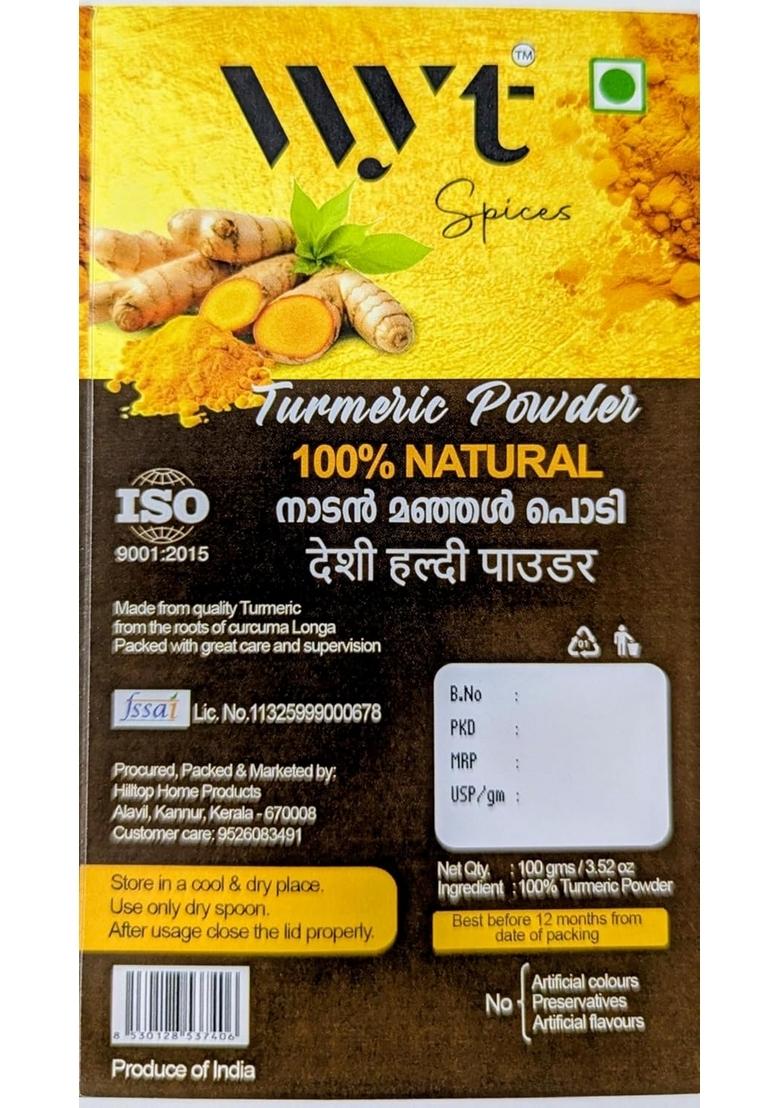 Wyt TM
Spices
Turmeric Powder
100% NATURAL
നാടൻ മഞ്ഞൾ പൊടി
देशी हल्दी पाउडर
ISO
9001:2015
Made from quality Turmeric
from the roots of curcuma Longa
Packed with great care and supervision
01
fssai Lic. No.11325999000678
B.No :
PKD :
MRP :
USP/gm :
Procured, Packed & Marketed by:
Hilltop Home Products
Alavil, Kannur, Kerala - 670008
Customer care: 9526083491
Net Qty. : 100 gms / 3.52 oz
Ingredient : 100% Turmeric Powder
Store in a cool & dry place.
Use only dry spoon.
After usage close the lid properly.
Best before 12 months from
date of packing
No
Artificial colours
Preservatives
Artificial flavours
8 530128 537406
Produce of India